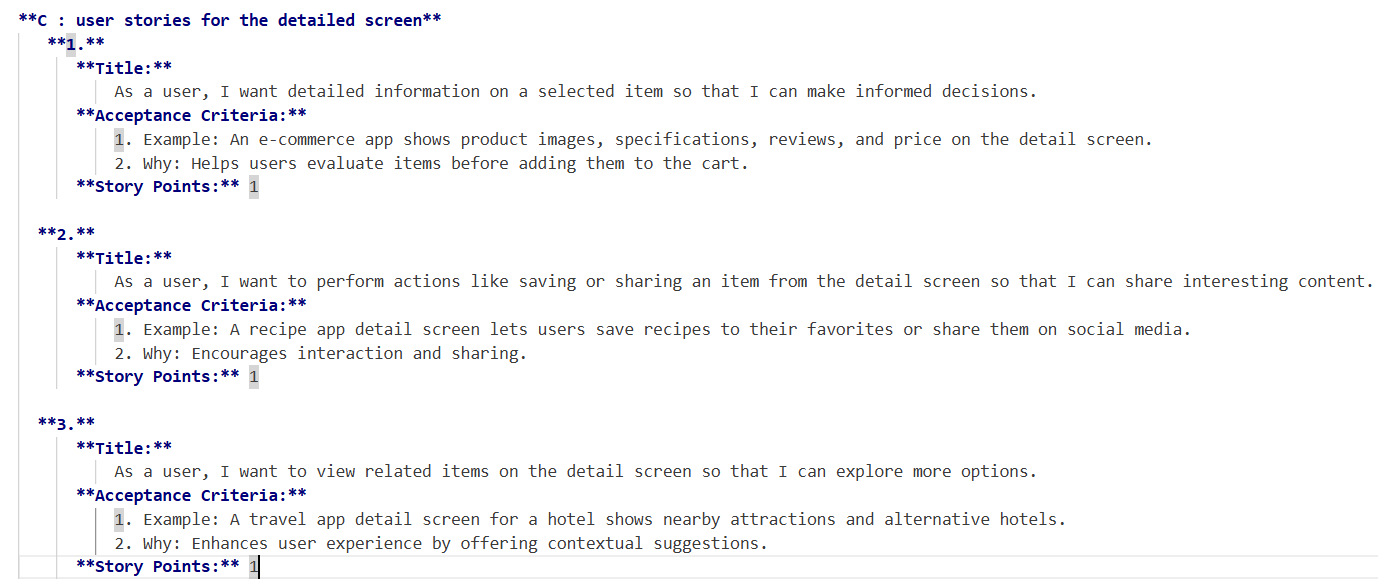 **C : user stories for the detailed screen**
**1.**
**Title:**
As a user, I want detailed information on a selected item so that I can make informed decisions.
**Acceptance Criteria:**
1. Example: An e-commerce app shows product images, specifications, reviews, and price on the detail screen.
2. Why: Helps users evaluate items before adding them to the cart.
**Story Points:** 1
**2.**
**Title:**
As a user, I want to perform actions like saving or sharing an item from the detail screen so that I can share interesting content.
**Acceptance Criteria:**
1. Example: A recipe app detail screen lets users save recipes to their favorites or share them on social media.
2. Why: Encourages interaction and sharing.
**Story Points:** 1
**3.**
**Title:**
As a user, I want to view related items on the detail screen so that I can explore more options.
**Acceptance Criteria:**
1. Example: A travel app detail screen for a hotel shows nearby attractions and alternative hotels.
2. Why: Enhances user experience by offering contextual suggestions.
**Story Points:** 1